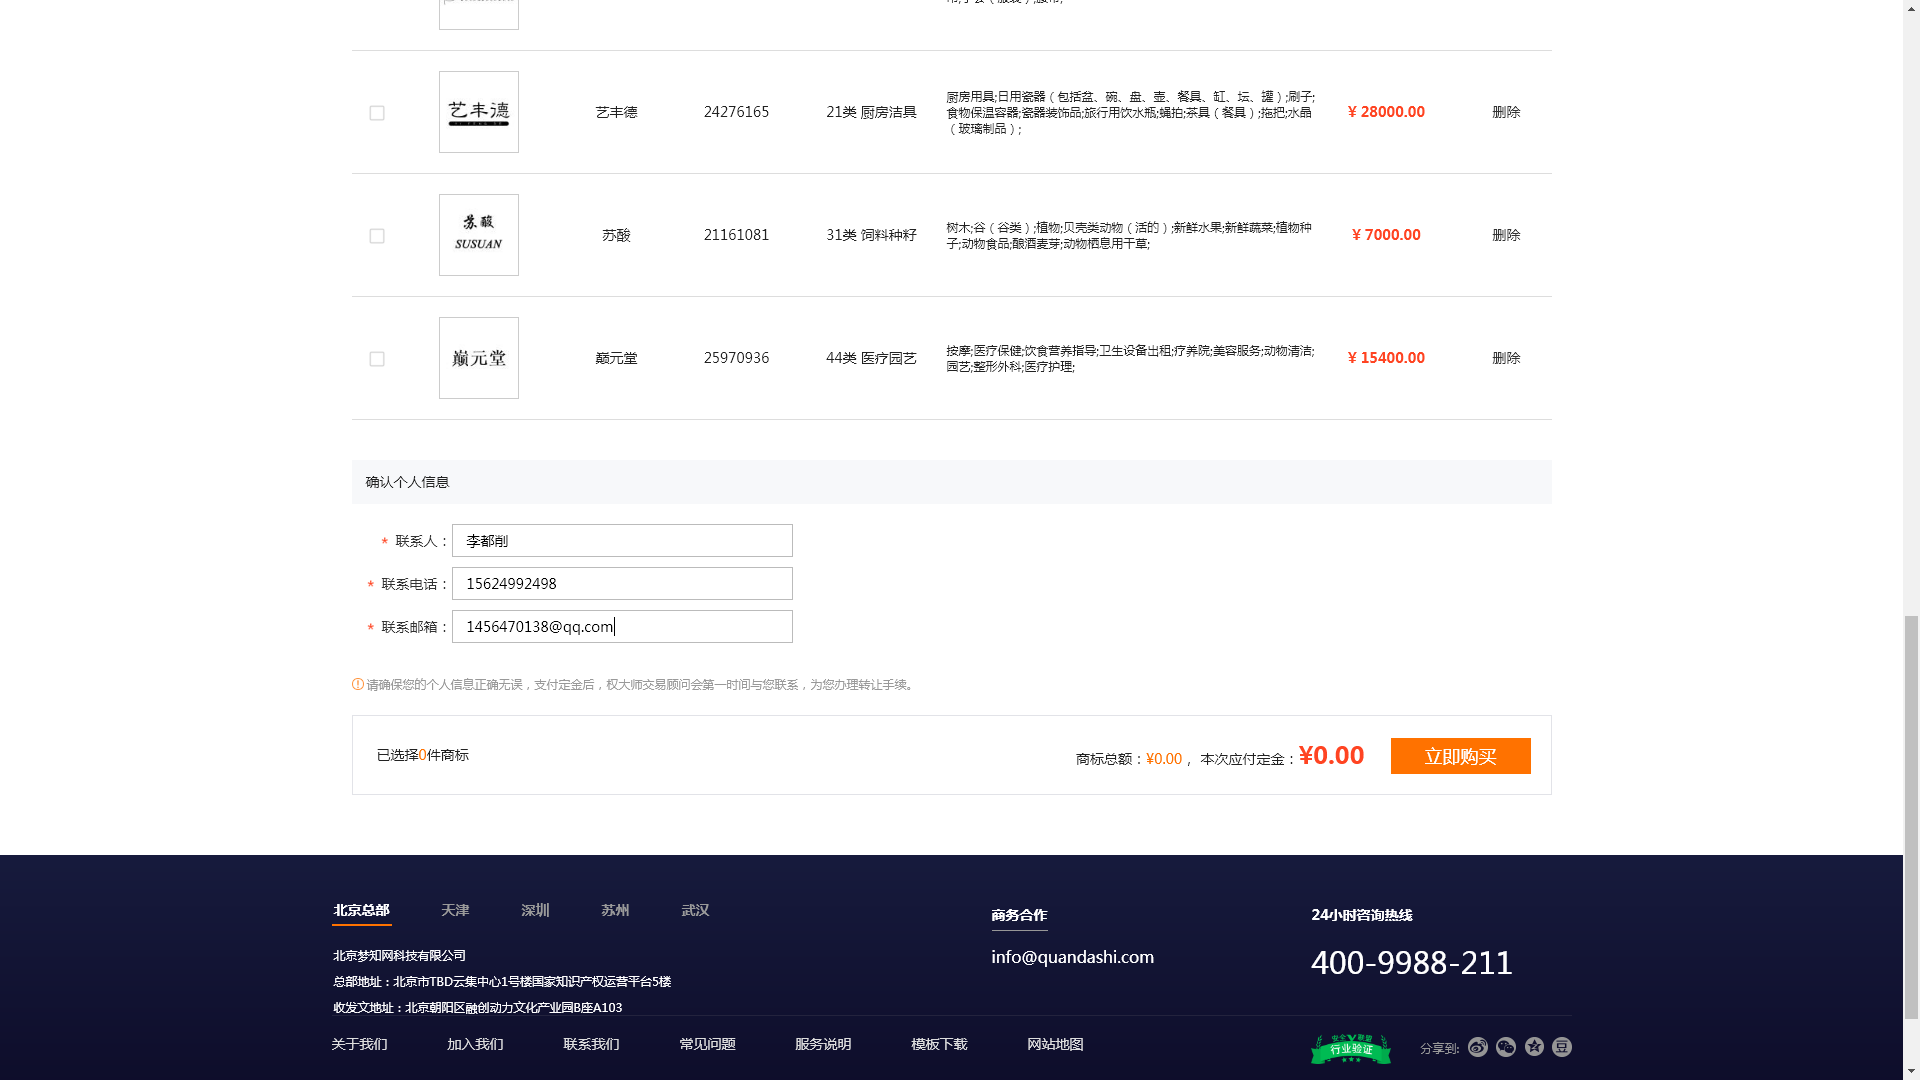 艺丰德
艺丰德
24276165
21类 厨房洁具
厨房用具;日用瓷器（包括盆、碗、盘、壶、餐具、缸、坛、罐）;刷子;
食物保温容器;瓷器装饰品;旅行用饮水瓶;蝇拍;茶具（餐具）;拖把;水晶
（玻璃制品）;
¥ 28000.00
删除
苏酸
SUSUAN
苏酸
21161081
31类 饲料种籽
树木;谷（谷类）;植物;贝壳类动物（活的）;新鲜水果;新鲜蔬菜;植物种
子;动物食品;酿酒麦芽;动物栖息用干草;
¥ 7000.00
删除
巅元堂
巅元堂
25970936
44类 医疗园艺
按摩;医疗保健;饮食营养指导;卫生设备出租;疗养院;美容服务;动物清洁;
园艺;整形外科;医疗护理;
¥ 15400.00
删除
确认个人信息
* 联系人：
李都削
* 联系电话：
15624992498
* 联系邮箱：
1456470138@qq.com
请确保您的个人信息正确无误，支付定金后，权大师交易顾问会第一时间与您联系，为您办理转让手续。
已选择0件商标
商标总额：¥0.00 ，本次应付定金：¥0.00
立即购买
北京总部
天津
深圳
苏州
武汉
北京梦知网科技有限公司
总部地址：北京市TBD云集中心1号楼国家知识产权运营平台5楼
收发文地址：北京朝阳区融创动力文化产业园B座A103
商务合作
info@quandashi.com
24小时咨询热线
400-9988-211
关于我们
加入我们
联系我们
常见问题
服务说明
模板下载
网站地图
安全联盟
行业验证
分享到:
豆